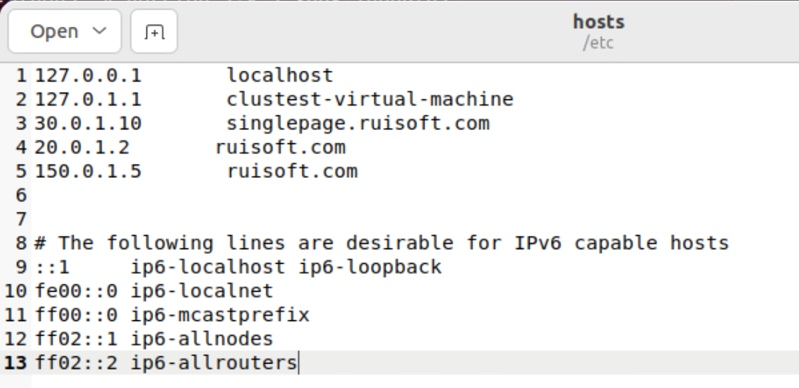 Open
hosts
/etc
1 127.0.0.1 localhost
2 127.0.1.1 clustest-virtual-machine
3 30.0.1.10 singlepage.ruisoft.com
4 20.0.1.2 ruisoft.com
5 150.0.1.5 ruisoft.com
6
7
8 # The following lines are desirable for IPv6 capable hosts
9 ::1 ip6-localhost ip6-loopback
10 fe00::0 ip6-localnet
11 ff00::0 ip6-mcastprefix
12 ff02::1 ip6-allnodes
13 ff02::2 ip6-allrouters